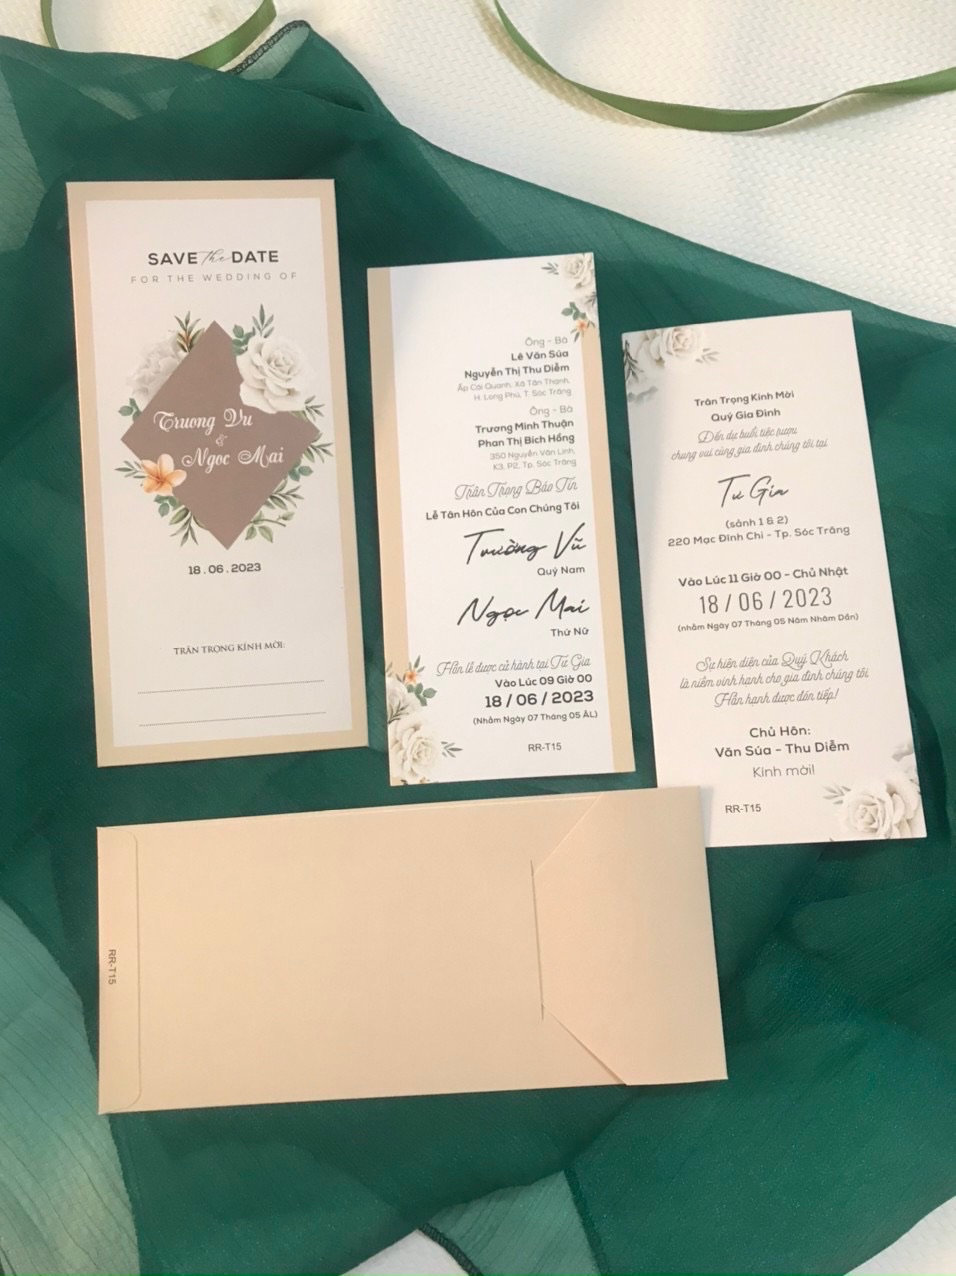 SAVE the DATE
FOR THE WEDDING OF
Truong Vu
&
Ngoc Mai
18.06.2023
TRÂN TRỌNG KÍNH MỜI:
Ông - Bà
Lê Văn Súa
Nguyễn Thị Thu Diễm
Ấp Cái Quanh, Xã Tân Thạnh,
H. Long Phú, T. Sóc Trăng
Ông - Bà
Trương Minh Thuận
Phan Thị Bích Hồng
350 Nguyễn Văn Linh,
K3, P2, Tp. Sóc Trăng
Trân Trọng Báo Tin
Lễ Tân Hôn Của Con Chúng Tôi
Trường Vũ
Quý Nam
Ngọc Mai
Thứ Nữ
Hôn lễ được cử hành tại Tư Gia
Vào Lúc 09 Giờ 00
18 / 06 / 2023
(Nhằm Ngày 07 Tháng 05 ÂL)
RR-T15
Trân Trọng Kính Mời
Quý Gia Đình
Đến dự buổi tiệc rượu
chung vui cùng gia đình chúng tôi tại
Tư Gia
(sảnh 1 & 2)
220 Mạc Đĩnh Chi - Tp. Sóc Trăng
Vào Lúc 11 Giờ 00 - Chủ Nhật
18 / 06 / 2023
(nhằm Ngày 07 Tháng 05 Năm Nhâm Dần)
Sự hiện diện của Quý Khách
là niềm vinh hạnh cho gia đình chúng tôi
Hân hạnh được đón tiếp!
Chủ Hôn:
Văn Súa - Thu Diễm
Kính mời!
RR-T15
RR-T15